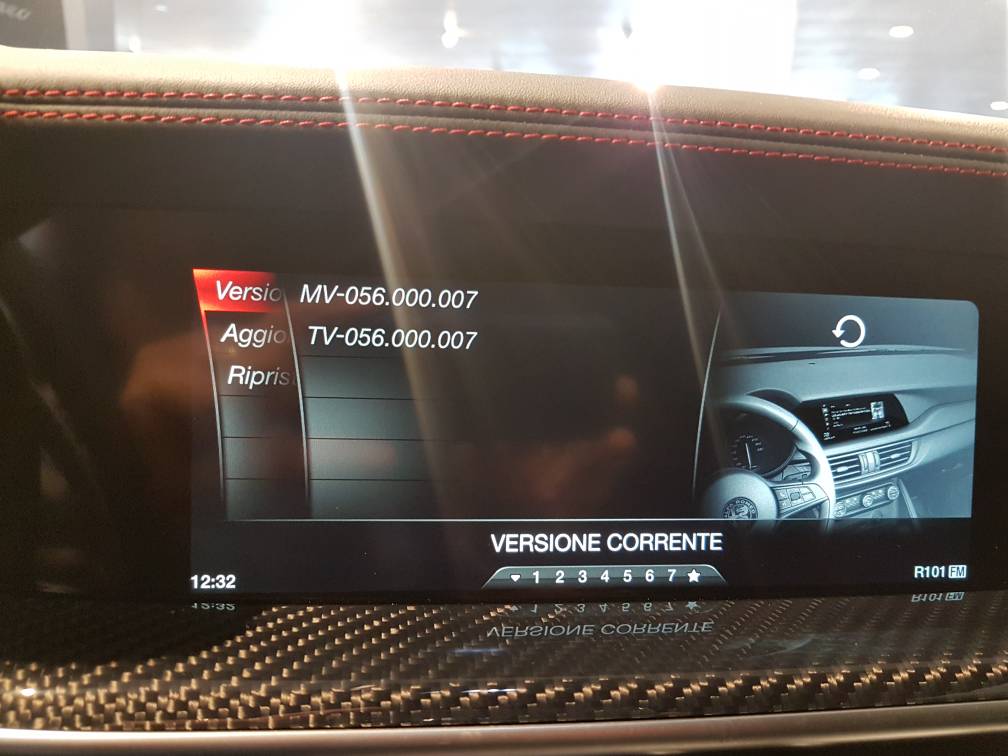 Versio MV-056.000.007
Aggio TV-056.000.007
Ripris
VERSIONE CORRENTE
1 2 3 4 5 6 7
12:32
R101 FM